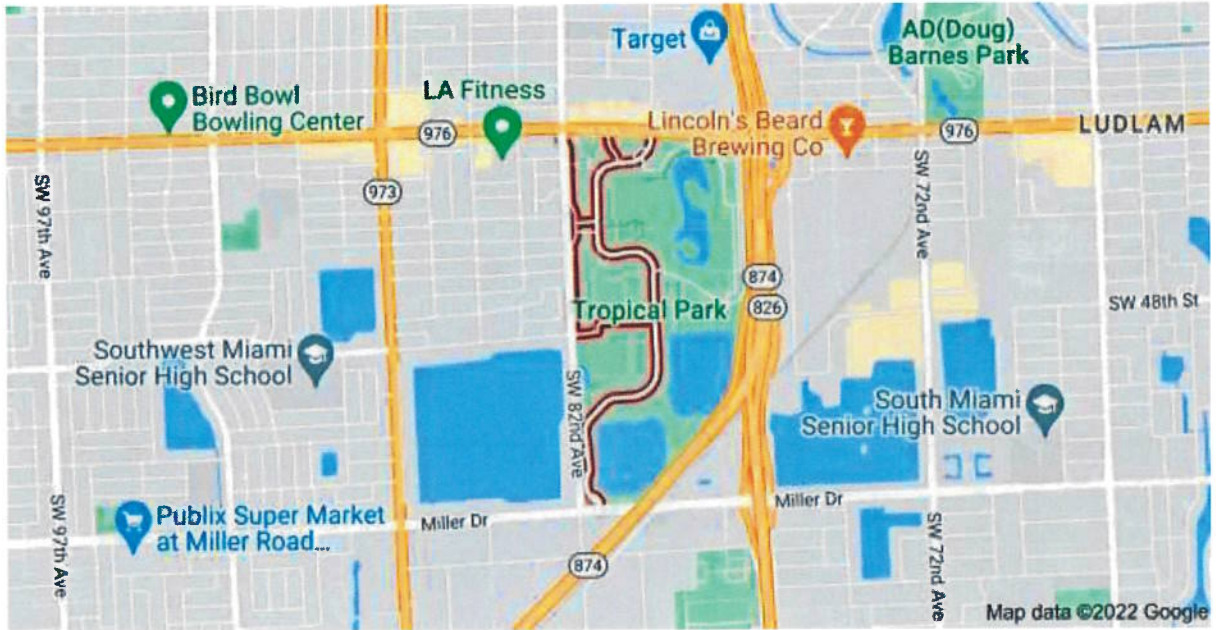 Target
AD(Doug)
Barnes Park
Bird Bowl
Bowling Center
LA Fitness
976
Lincoln's Beard
Brewing Co
976
LUDLAM
973
SW 97th Ave
SW 72nd Ave
874
826
SW 48th St
Tropical Park
Southwest Miami
Senior High School
SW 82nd Ave
South Miami
Senior High School
Miller Dr
SW 97th Ave
Publix Super Market
at Miller Road...
Miller Dr
SW 72nd Ave
874
Map data ©2022 Google